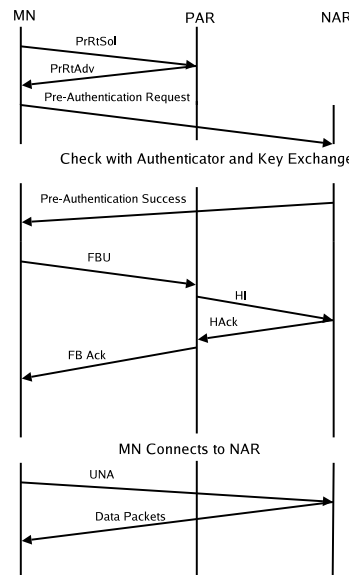 MN PAR NAR
PrRtSol
PrRtAdv
Pre-Authentication Request
Check with Authenticator and Key Exchange
Pre-Authentication Success
FBU
HI
HAck
FB Ack
MN Connects to NAR
UNA
Data Packets